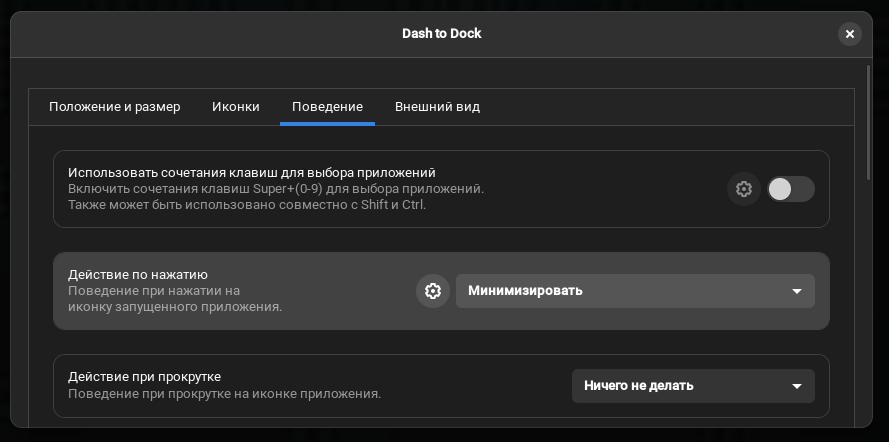 Dash to Dock
Положение и размер Иконки Поведение Внешний вид
Использовать сочетания клавиш для выбора приложений
Включить сочетания клавиш Super+(0-9) для выбора приложений.
Также может быть использовано совместно с Shift и Ctrl.
Действие по нажатию
Поведение при нажатии на
иконку запущенного приложения.
Минимизировать
Действие при прокрутке
Поведение при прокрутке на иконке приложения.
Ничего не делать